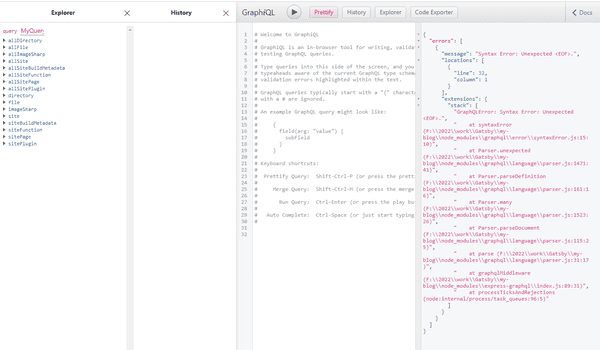 Explorer
×
History
×
GraphiQL
Prettify
History
Explorer
Code Exporter
< Docs
query MyQuery
allDirectory
allFile
allImageSharp
allSite
allSiteBuildMetadata
allSiteFunction
allSitePage
allSitePlugin
directory
file
imageSharp
site
siteBuildMetadata
siteFunction
sitePage
sitePlugin
1 # Welcome to GraphiQL
2 #
3 # GraphiQL is an in-browser tool for writing, valida
4 # testing GraphQL queries.
5 #
6 # Type queries into this side of the screen, and you
7 # typeaheads aware of the current GraphQL type schema
8 # validation errors highlighted within the text.
9 #
10 # GraphQL queries typically start with a "{" charact
11 # with a # are ignored.
12 #
13 # An example GraphQL query might look like:
14 #
15 # {
16 # field(arg: "value") {
17 # subField
18 # }
19 # }
20 #
21 # Keyboard shortcuts:
22 #
23 # Prettify Query: Shift-Ctrl-P (or press the prett
24 #
25 # Merge Query: Shift-Ctrl-M (or press the merge
26 #
27 # Run Query: Ctrl-Enter (or press the play bu
28 #
29 # Auto Complete: Ctrl-Space (or just start typing
30 #
31
32
{
"errors": [
{
"message": "Syntax Error: Unexpected <EOF>.",
"locations": [
{
"line": 32,
"column": 1
}
],
"extensions": {
"stack": [
"GraphQLError: Syntax Error: Unexpected
<EOF>.",
" at syntaxError
(F:\\2022\\work\\Gatsby\\my-
blog\\node_modules\\graphql\\error\\syntaxError.js:15:
10)",
" at Parser.unexpected
(F:\\2022\\work\\Gatsby\\my-
blog\\node_modules\\graphql\\language\\parser.js:1471:
41)",
" at Parser.parseDefinition
(F:\\2022\\work\\Gatsby\\my-
blog\\node_modules\\graphql\\language\\parser.js:161:1
6)",
" at Parser.many
(F:\\2022\\work\\Gatsby\\my-
blog\\node_modules\\graphql\\language\\parser.js:1523:
26)",
" at Parser.parseDocument
(F:\\2022\\work\\Gatsby\\my-
blog\\node_modules\\graphql\\language\\parser.js:115:2
5)",
" at parse (F:\\2022\\work\\Gatsby\\my-
blog\\node_modules\\graphql\\language\\parser.js:31:17
)",
" at graphqlMiddleware
(F:\\2022\\work\\Gatsby\\my-
blog\\node_modules\\express-graphql\\index.js:89:31)",
" at processTicksAndRejections
(node:internal/process/task_queues:96:5)"
]
}
}
]
}